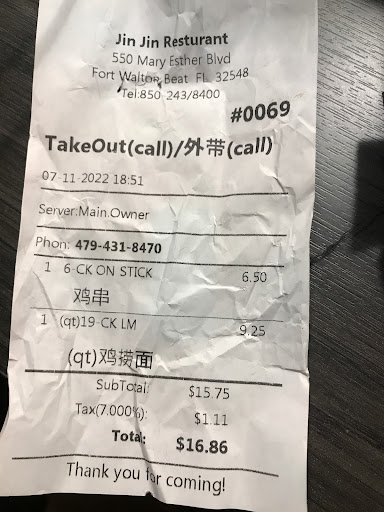 Jin Jin Resturant
550 Mary Esther Blvd
Fort Walton Beat FL 32548
Tel:850-243/8400
#0069
TakeOut(call)/外带(call)
07-11-2022 18:51
Server:Main.Owner
Phon: 479-431-8470
1 6-CK ON STICK 6.50
鸡串
1 (qt)19-CK LM 9.25
(qt)鸡捞面
SubTotal: $15.75
Tax(7.000%): $1.11
Total: $16.86
Thank you for coming!